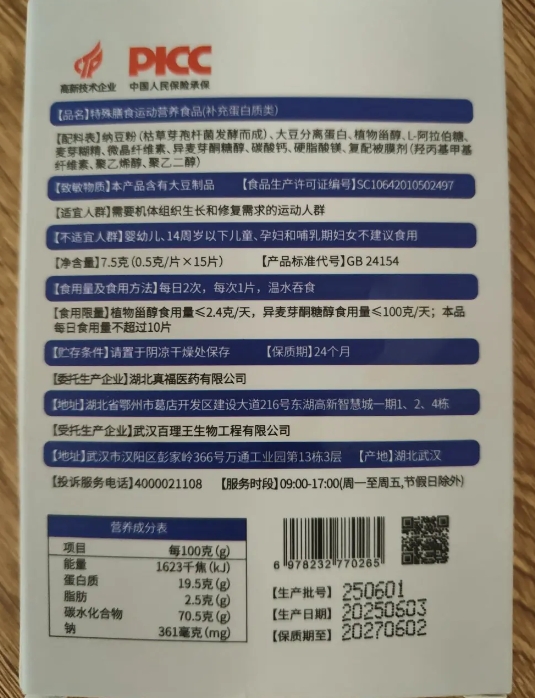 PICC
高新技术企业 中国人民保险承保
【品名】特殊膳食运动营养食品(补充蛋白质类)
【配料表】纳豆粉(枯草芽孢杆菌发酵而成)、大豆分离蛋白、植物甾醇、L-阿拉伯糖、
麦芽糊精、微晶纤维素、异麦芽酮糖醇、碳酸钙、硬脂酸镁、复配被膜剂(羟丙基甲基
纤维素、聚乙烯醇、聚乙二醇)
【致敏物质】本产品含有大豆制品 【食品生产许可证编号】SC10642010502497
【适宜人群】需要机体组织生长和修复需求的运动人群
【不适宜人群】婴幼儿、14周岁以下儿童、孕妇和哺乳期妇女不建议食用
【净含量】7.5克(0.5克/片×15片) 【产品标准代号】GB 24154
【食用量及食用方法】每日2次，每次1片，温水吞食
【食用限量】植物甾醇食用量≤2.4克/天，异麦芽酮糖醇食用量≤100克/天；本品
每日食用量不超过10片
【贮存条件】请置于阴凉干燥处保存 【保质期】24个月
【委托生产企业】湖北真福医药有限公司
【地址】湖北省鄂州市葛店开发区建设大道216号东湖高新智慧城一期1、2、4栋
【受托生产企业】武汉百理王生物工程有限公司
【地址】武汉市汉阳区彭家岭366号万通工业园第13栋3层 【产地】湖北武汉
【投诉服务电话】4000021108 【服务时段】09:00-17:00(周一至周五,节假日除外)
营养成分表
项目 每100克(g)
能量 1623千焦(kJ)
蛋白质 19.5克(g)
脂肪 2.5克(g)
碳水化合物 70.5克(g)
钠 361毫克(mg)
6 978232 770265
【生产批号】 250601
【生产日期】 20250603
【保质期至】 20270602